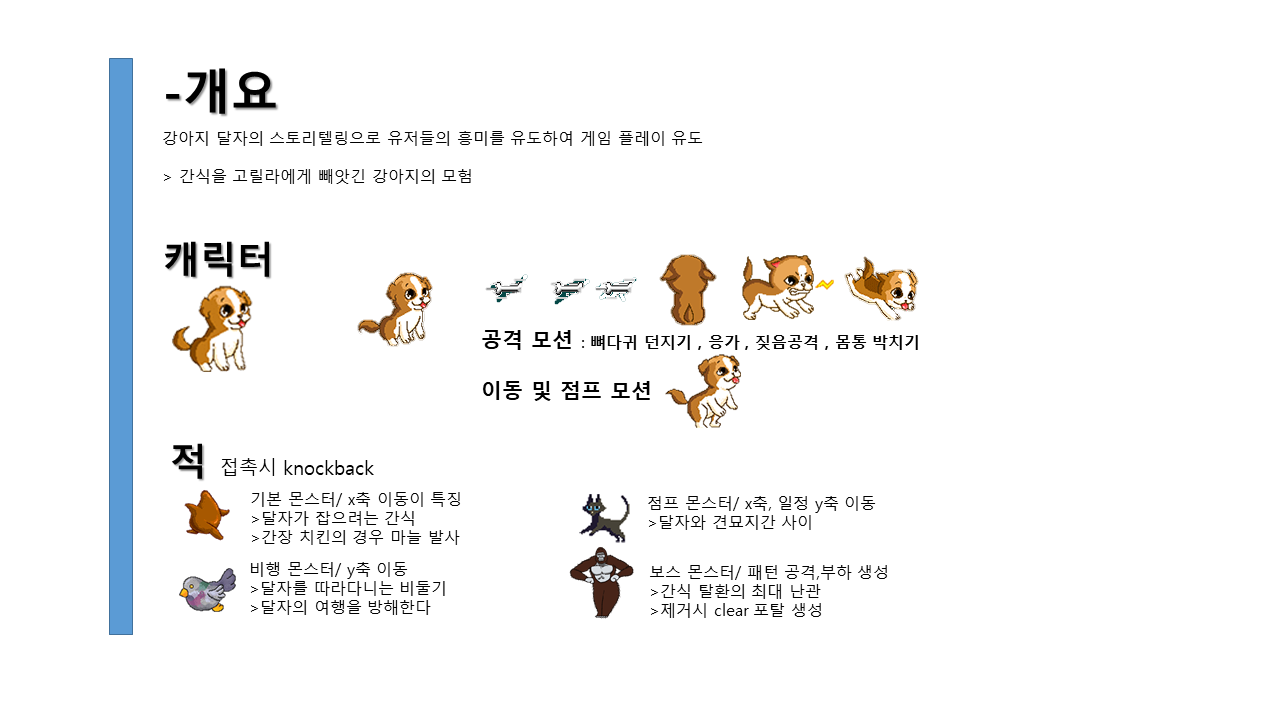 -개요
강아지 달자의 스토리텔링으로 유저들의 흥미를 유도하여 게임 플레이 유도
> 간식을 고릴라에게 빼앗긴 강아지의 모험
캐릭터
공격 모션 : 뼈다귀 던지기 , 응가 , 짖음공격 , 몸통 박치기
이동 및 점프 모션
적 접촉시 knockback
기본 몬스터/ x축 이동이 특징
>달자가 잡으려는 간식
>간장 치킨의 경우 마늘 발사
점프 몬스터/ x축, 일정 y축 이동
>달자와 견묘지간 사이
비행 몬스터/ y축 이동
>달자를 따라다니는 비둘기
>달자의 여행을 방해한다
보스 몬스터/ 패턴 공격,부하 생성
>간식 탈환의 최대 난관
>제거시 clear 포탈 생성